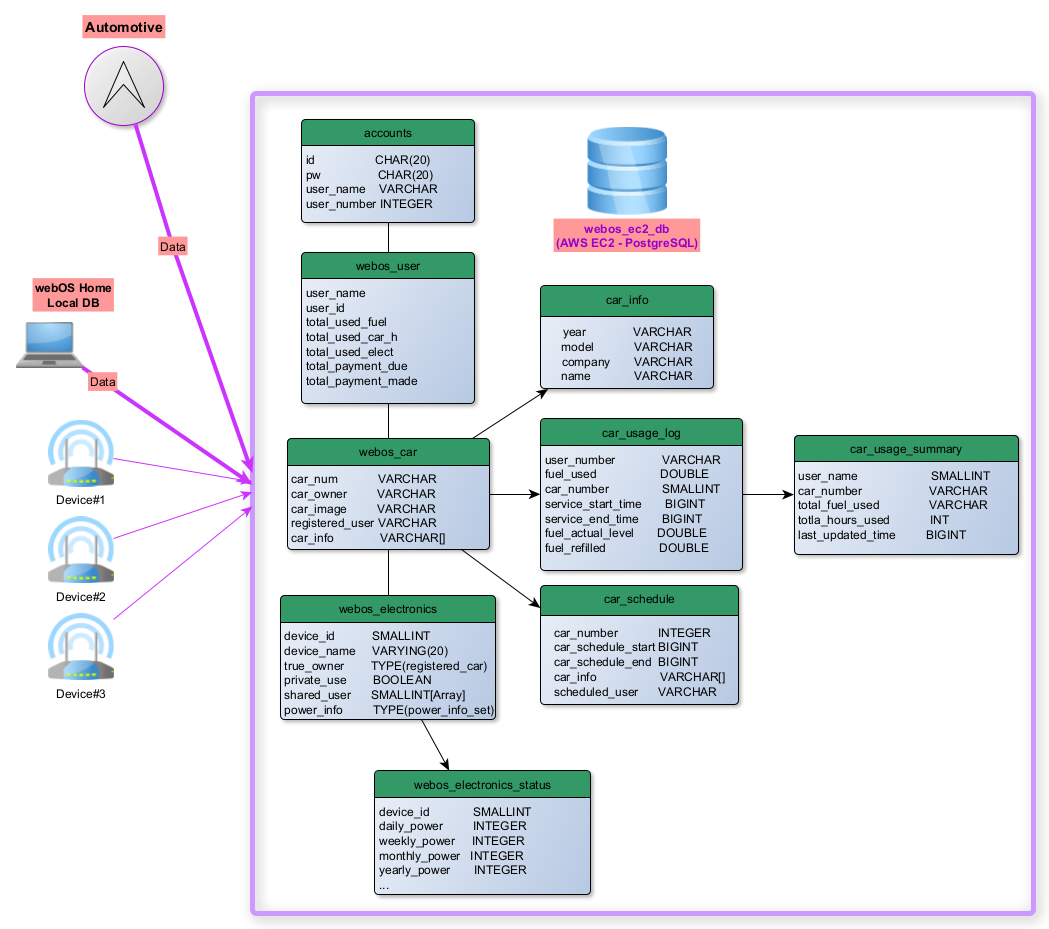 Automotive
Data
webOS Home
Local DB
Data
Device#1
Device#2
Device#3
accounts
id CHAR(20)
pw CHAR(20)
user_name VARCHAR
user_number INTEGER
webos_ec2_db
(AWS EC2 - PostgreSQL)
webos_user
user_name
user_id
total_used_fuel
total_used_car_h
total_used_elect
total_payment_due
total_payment_made
car_info
year VARCHAR
model VARCHAR
company VARCHAR
name VARCHAR
webos_car
car_num VARCHAR
car_owner VARCHAR
car_image VARCHAR
registered_user VARCHAR
car_info VARCHAR[]
car_usage_log
user_number VARCHAR
fuel_used DOUBLE
car_number SMALLINT
service_start_time BIGINT
service_end_time BIGINT
fuel_actual_level DOUBLE
fuel_refilled DOUBLE
car_usage_summary
user_name SMALLINT
car_number VARCHAR
total_fuel_used VARCHAR
totla_hours_used INT
last_updated_time BIGINT
webos_electronics
device_id SMALLINT
device_name VARYING(20)
true_owner TYPE(registered_car)
private_use BOOLEAN
shared_user SMALLINT[Array]
power_info TYPE(power_info_set)
car_schedule
car_number INTEGER
car_schedule_start BIGINT
car_schedule_end BIGINT
car_info VARCHAR[]
scheduled_user VARCHAR
webos_electronics_status
device_id SMALLINT
daily_power INTEGER
weekly_power INTEGER
monthly_power INTEGER
yearly_power INTEGER
...